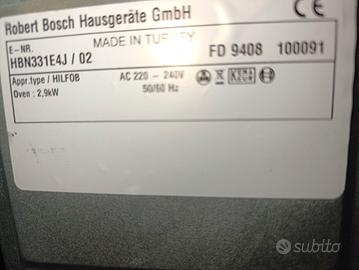 Robert Bosch Hausgeräte GmbH
CE
E-NR.
MADE IN TURKEY
HBN331E4J / 02
FD 9408 100091
Appr.type / HILFOB
AC 220 - 240V
Oven : 2,9kW
50/60 Hz
subito